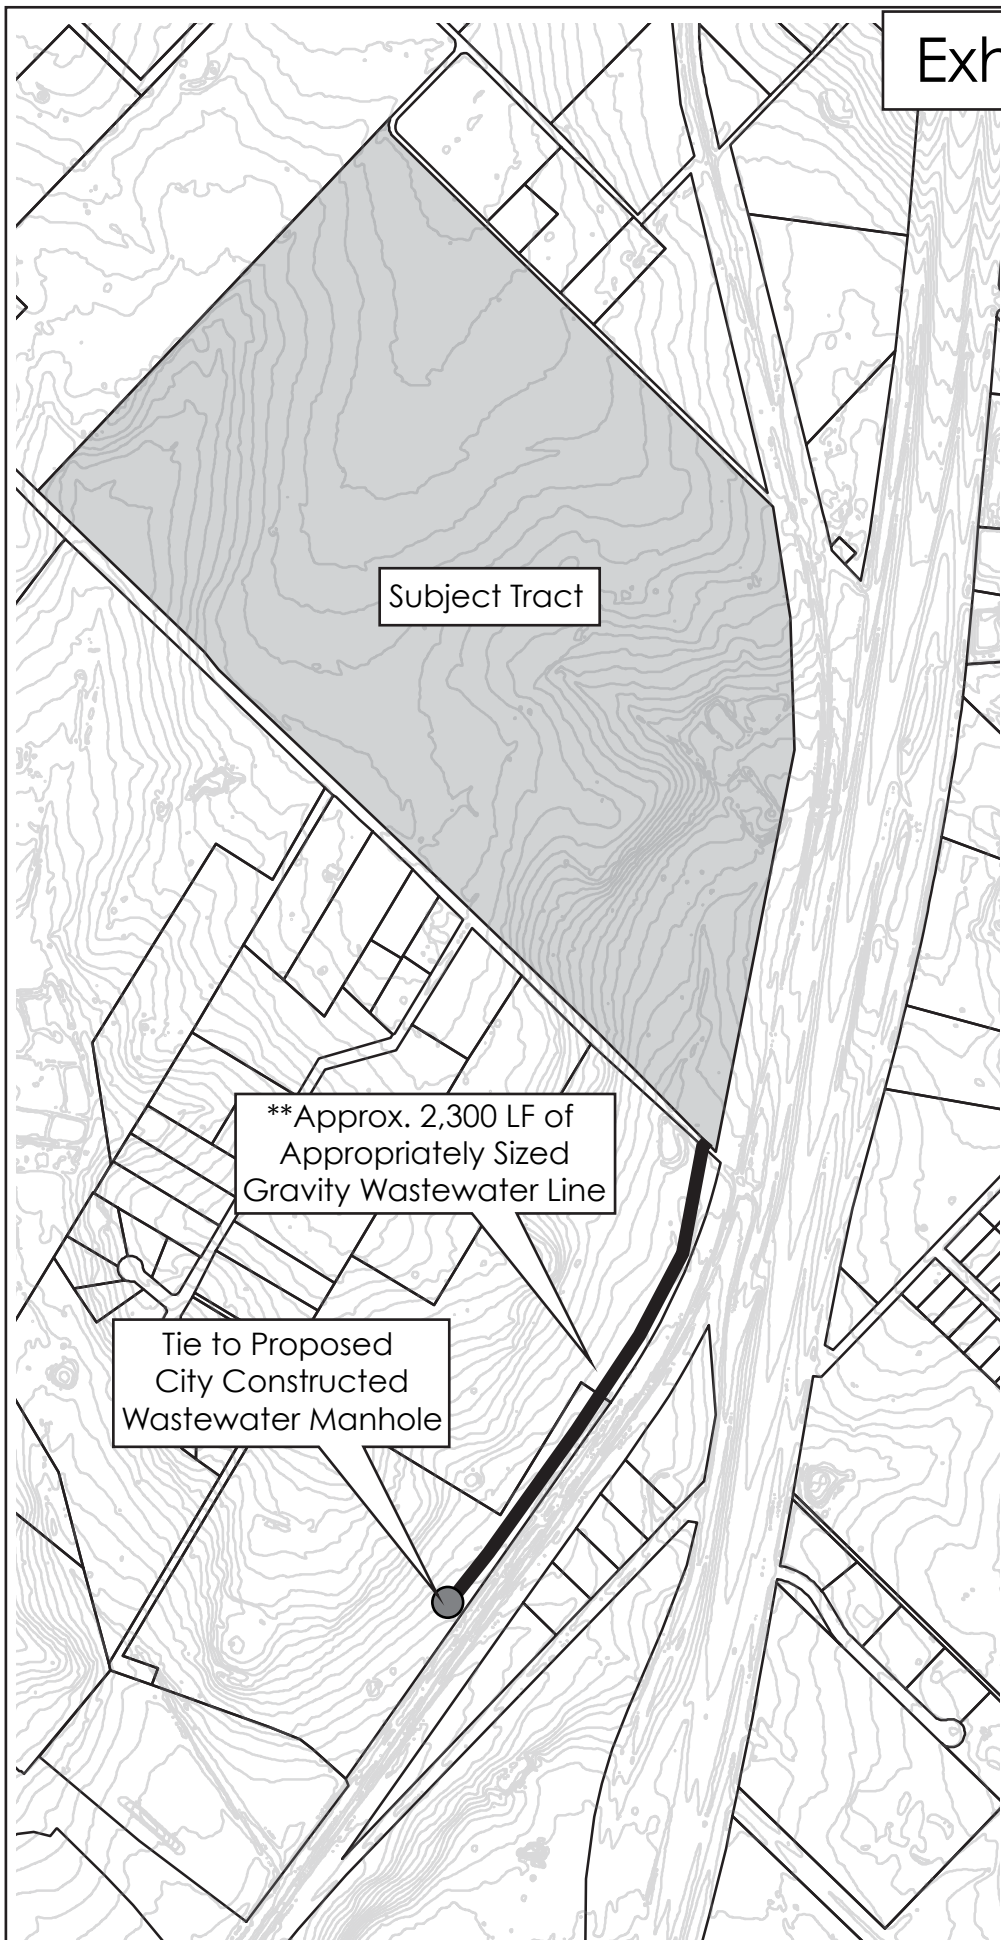 Exh
Subject Tract
**Approx. 2,300 LF of
Appropriately Sized
Gravity Wastewater Line
Tie to Proposed
City Constructed
Wastewater Manhole